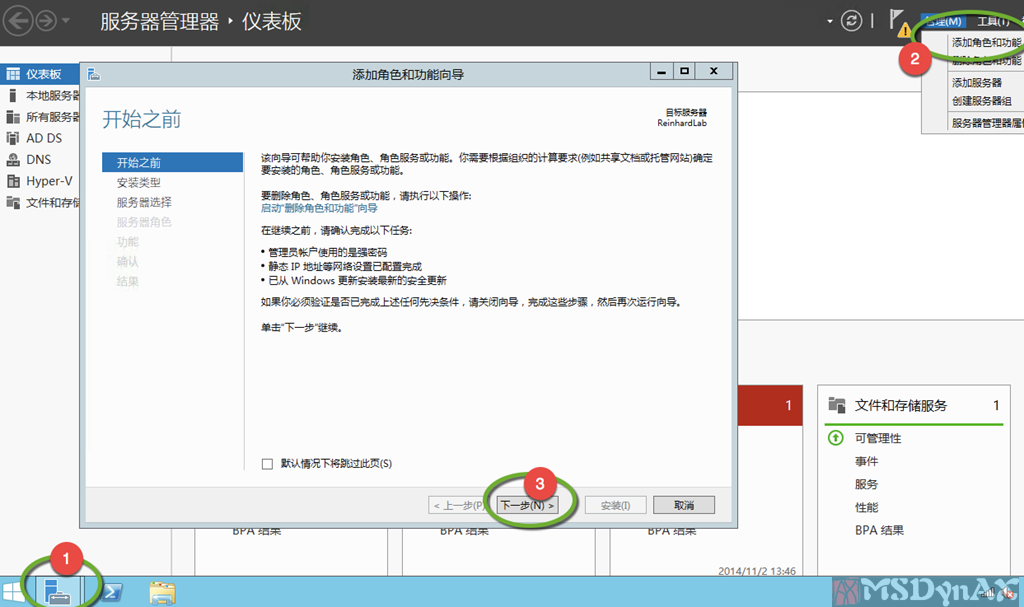 服务器管理器 · 仪表板
管理(M) 工具(T)
添加角色和功能
2
删除角色和功能
添加服务器
创建服务器组
服务器管理器属
仪表板
本地服务器
所有服务器
AD DS
DNS
Hyper-V
文件和存储
添加角色和功能向导
开始之前
目标服务器
ReinhardLab
开始之前
安装类型
服务器选择
服务器角色
功能
确认
结果
该向导可帮助你安装角色、角色服务或功能。你需要根据组织的计算要求(例如共享文档或托管网站)确定
要安装的角色、角色服务或功能。
要删除角色、角色服务或功能，请执行以下操作:
启动“删除角色和功能”向导
在继续之前，请确认完成以下任务:
• 管理员帐户使用的是强密码
• 静态 IP 地址等网络设置已配置完成
• 已从 Windows 更新安装最新的安全更新
如果你必须验证是否已完成上述任何先决条件，请关闭向导，完成这些步骤，然后再次运行向导。
单击“下一步”继续。
默认情况下将跳过此页(S)
3
< 上一步(P) 下一步(N) > 安装(I) 取消
1
文件和存储服务 1
可管理性
事件
服务
性能
BPA 结果
BPA 结果 BPA 结果 BPA 结果
2014/11/2 13:46
1
MSDynAX